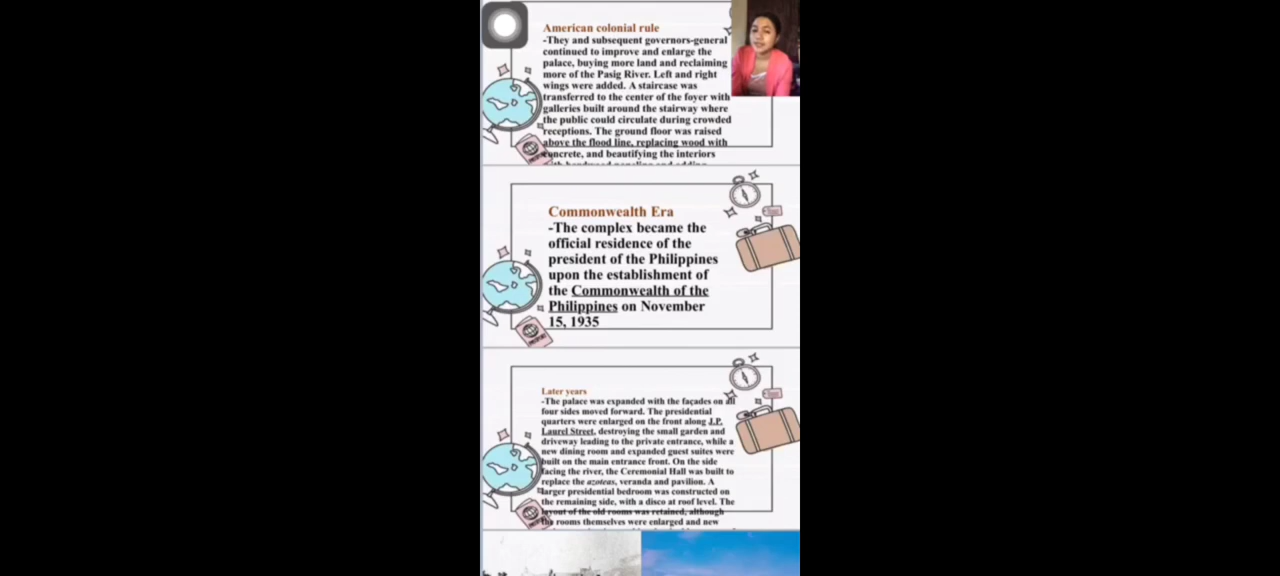 American colonial rule
-They and subsequent governors-general
continued to improve and enlarge the
palace, buying more land and reclaiming
more of the Pasig River. Left and right
wings were added. A staircase was
transferred to the center of the foyer with
galleries built around the stairway where
the public could circulate during crowded
receptions. The ground floor was raised
above the flood line, replacing wood with
concrete, and beautifying the interiors
Commonwealth Era
-The complex became the
official residence of the
president of the Philippines
upon the establishment of
the Commonwealth of the
Philippines on November
15, 1935
Later years
-The palace was expanded with the façades on all
four sides moved forward. The presidential
quarters were enlarged on the front along J.P.
Laurel Street, destroying the small garden and
driveway leading to the private entrance, while a
new dining room and expanded guest suites were
built on the main entrance front. On the side
facing the river, the Ceremonial Hall was built to
replace the azoteas, veranda and pavilion. A
larger presidential bedroom was constructed on
the remaining side, with a disco at roof level. The
layout of the old rooms was retained, although
the rooms themselves were enlarged and new